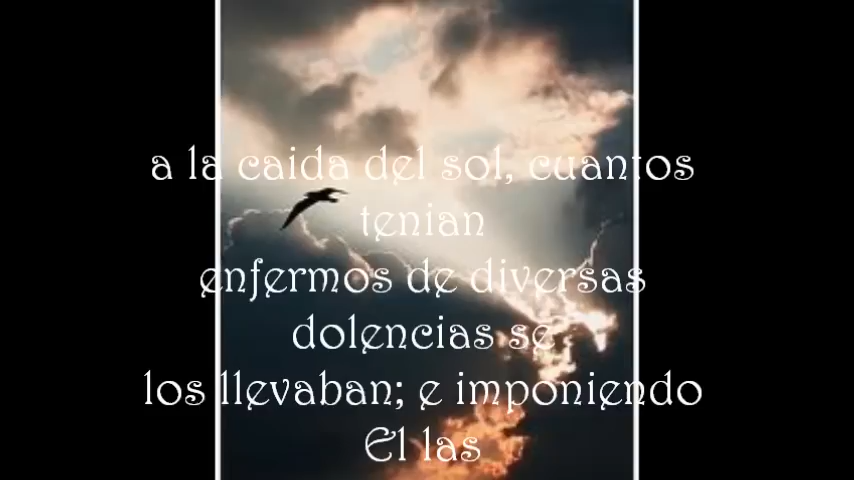 a la caida del sol, cuantos
tenian
enfermos de diversas
dolencias se
los llevaban; e imponiendo
El las